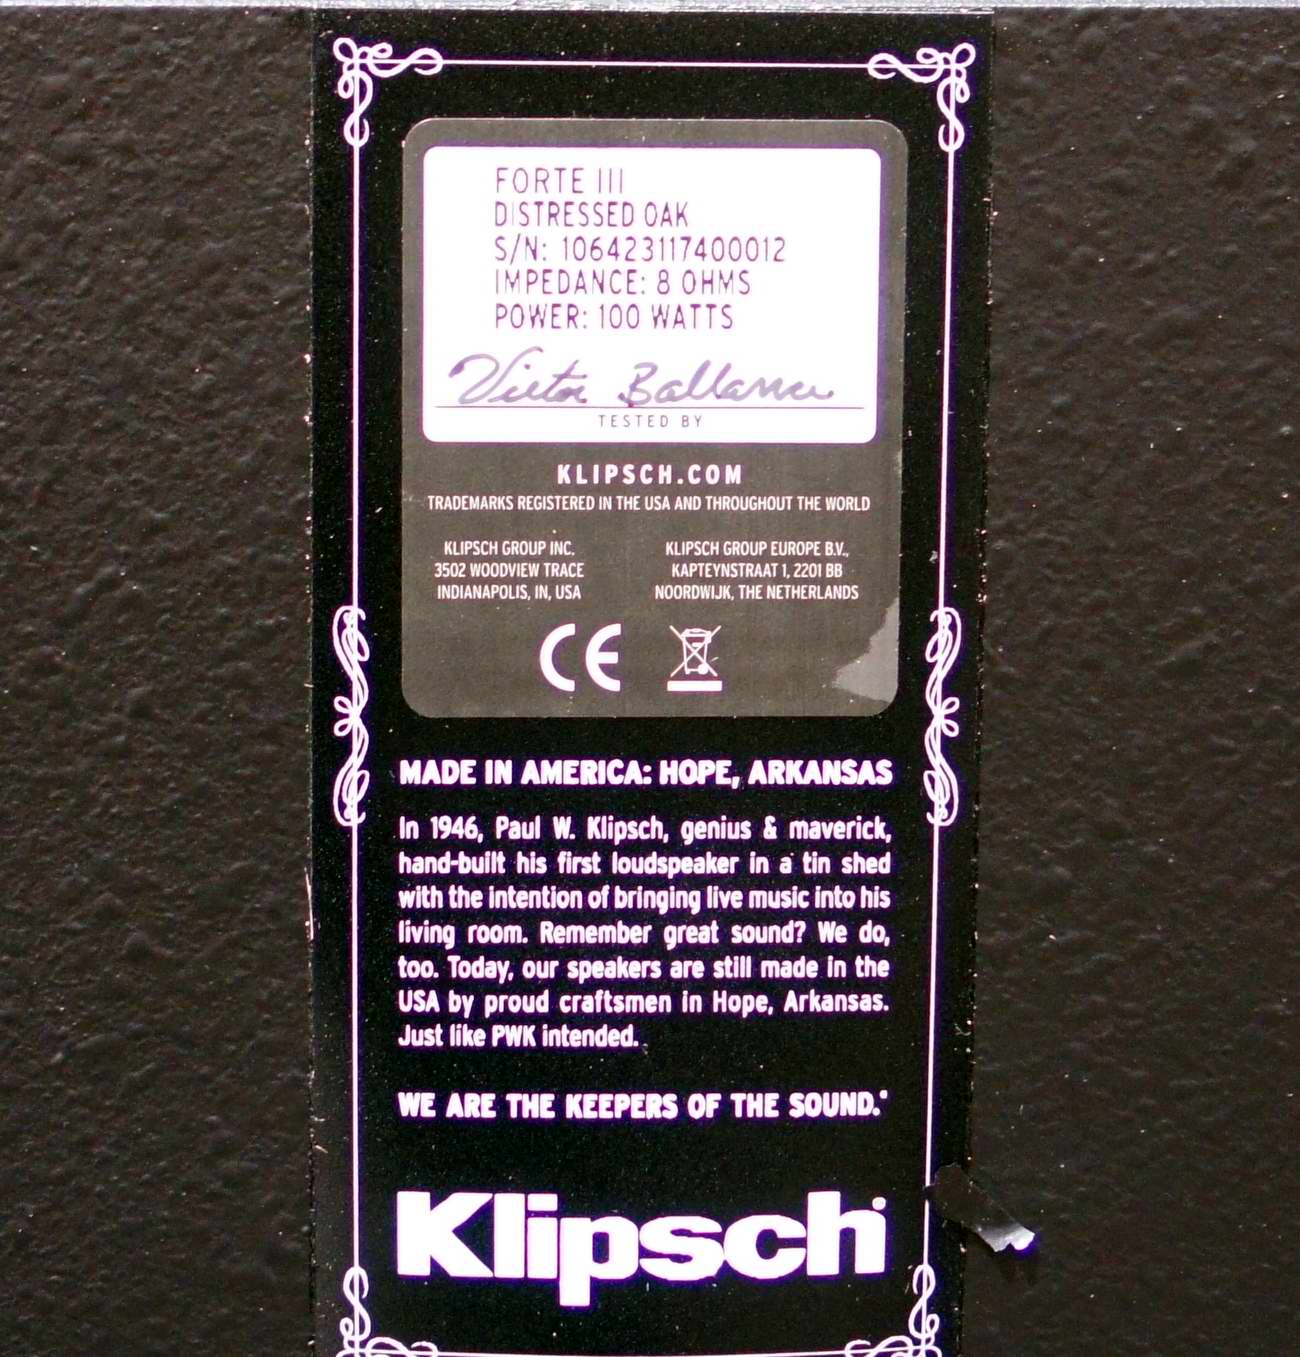 FORTE III
DISTRESSED OAK
S/N: 106423117400012
IMPEDANCE: 8 OHMS
POWER: 100 WATTS
Victor Ballance
TESTED BY
KLIPSCH.COM
TRADEMARKS REGISTERED IN THE USA AND THROUGHOUT THE WORLD
KLIPSCH GROUP INC.
3502 WOODVIEW TRACE
INDIANAPOLIS, IN, USA
KLIPSCH GROUP EUROPE B.V.,
KAPTEYNSTRAAT 1, 2201 BB
NOORDWIJK, THE NETHERLANDS
CE
MADE IN AMERICA: HOPE, ARKANSAS
In 1946, Paul W. Klipsch, genius & maverick,
hand-built his first loudspeaker in a tin shed
with the intention of bringing live music into his
living room. Remember great sound? We do,
too. Today, our speakers are still made in the
USA by proud craftsmen in Hope, Arkansas.
Just like PWK intended.
WE ARE THE KEEPERS OF THE SOUND.®
Klipsch®